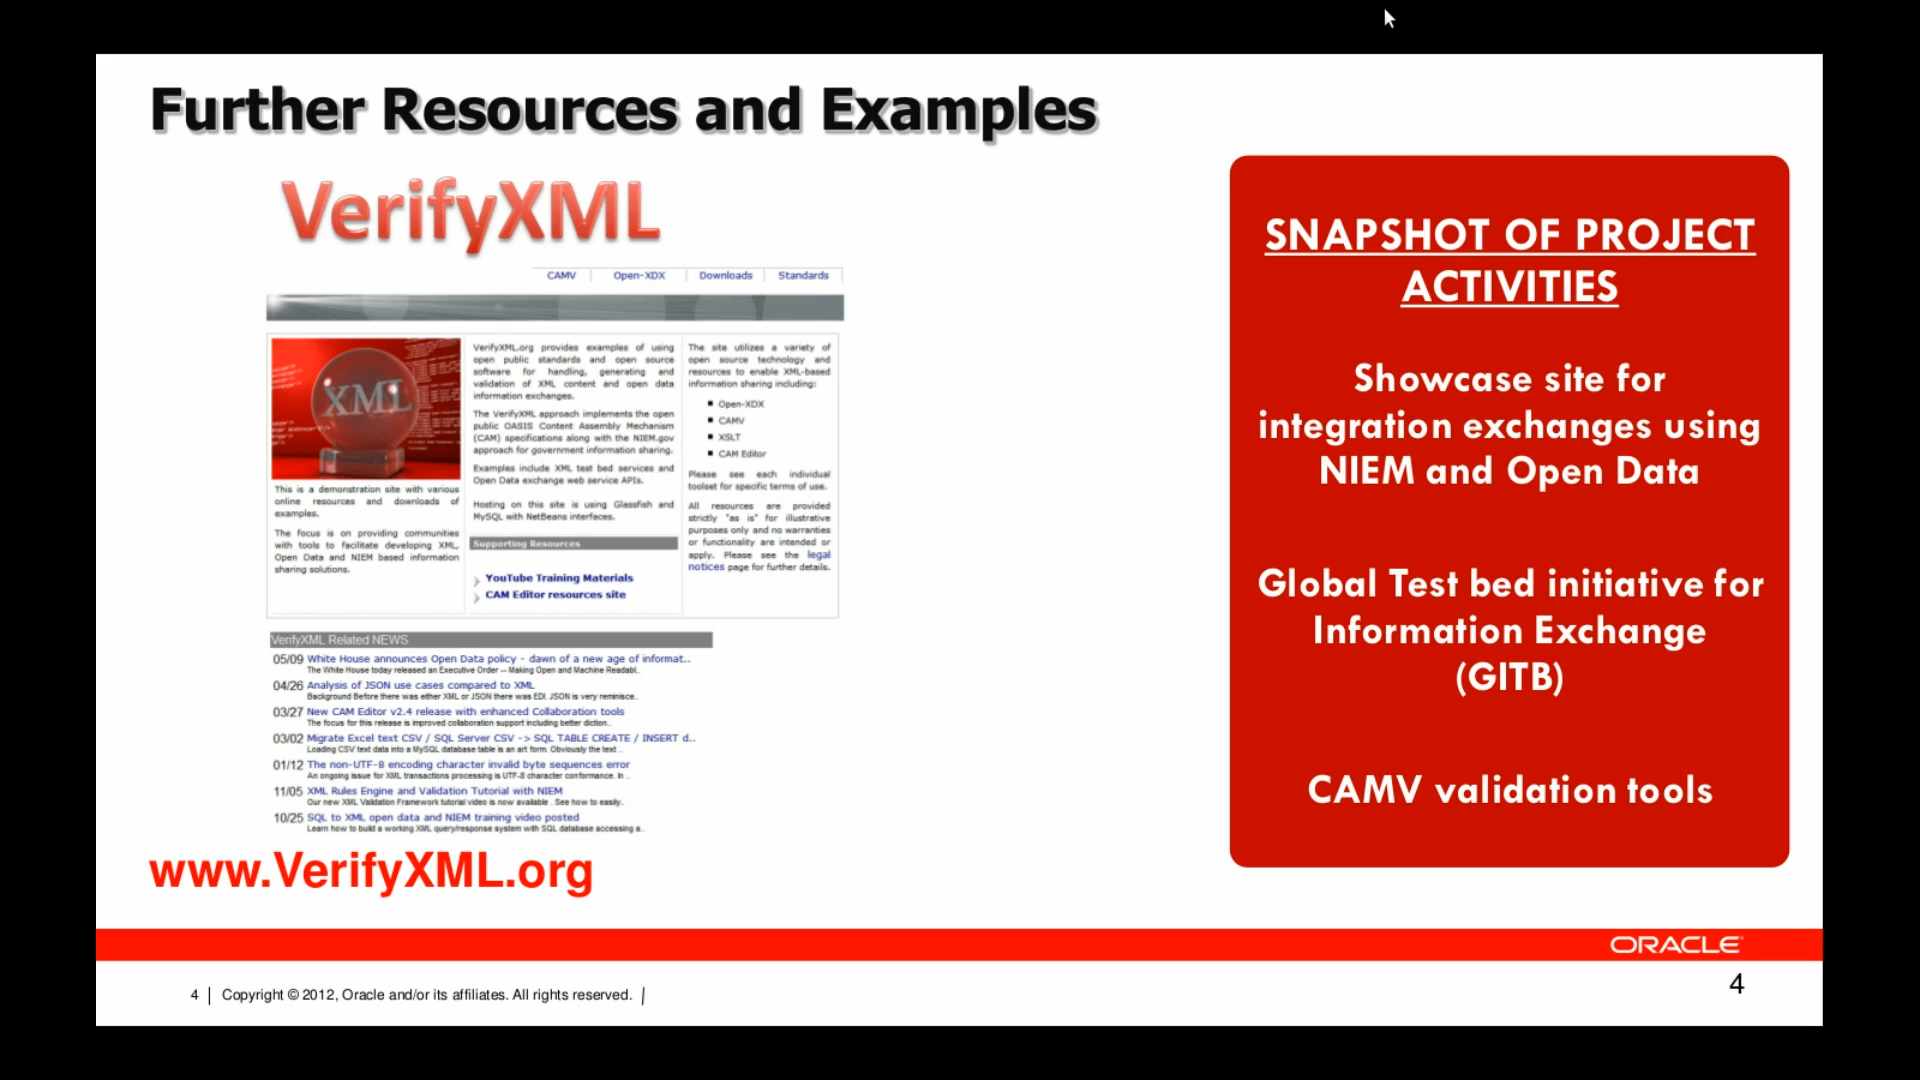 Further Resources and Examples
VerifyXML
CAMV
Open-XDX
Downloads
Standards
XML
This is a demonstration site with various
online resources and downloads of
examples.
The focus is on providing communities
with tools to facilitate developing XML,
Open Data and NIEM based information
sharing solutions.
VerifyXML.org provides examples of using
open public standards and open source
software for handling, generating and
validation of XML content and open data
information exchanges.
The VerifyXML approach implements the open
public OASIS Content Assembly Mechanism
(CAM) specifications along with the NIEM.gov
approach for government information sharing.
Examples include XML test bed services and
Open Data exchange web service APIs.
Hosting on this site is using Glassfish and
MySQL with NetBeans interfaces.
Supporting Resources
YouTube Training Materials
CAM Editor resources site
The site utilizes a variety of
open source technology and
resources to enable XML-based
information sharing including:
Open-XDX
CAMV
XSLT
CAM Editor
Please see each individual
toolset for specific terms of use.
All resources are provided
strictly "as is" for illustrative
purposes only and no warranties
or functionality are intended or
apply. Please see the legal
notices page for further details.
VerifyXML Related NEWS
05/09 White House announces Open Data policy - dawn of a new age of informat..
The White House today released an Executive Order -- Making Open and Machine Readabl..
04/26 Analysis of JSON use cases compared to XML
Background Before there was either XML or JSON there was EDI. JSON is very reminisce..
03/27 New CAM Editor v2.4 release with enhanced Collaboration tools
The focus for this release is improved collaboration support including better diction..
03/02 Migrate Excel text CSV / SQL Server CSV -> SQL TABLE CREATE / INSERT d..
Loading CSV text data into a MySQL database table is an art form. Obviously the text ..
01/12 The non-UTF-8 encoding character invalid byte sequences error
An ongoing issue for XML transactions processing is UTF-8 character conformance. In ..
11/05 XML Rules Engine and Validation Tutorial with NIEM
Our new XML Validation Framework tutorial video is now available . See how to easily..
10/25 SQL to XML open data and NIEM training video posted
Learn how to build a working XML query/response system with SQL database accessing a..
www.VerifyXML.org
SNAPSHOT OF PROJECT
ACTIVITIES
Showcase site for
integration exchanges using
NIEM and Open Data
Global Test bed initiative for
Information Exchange
(GITB)
CAMV validation tools
ORACLE
4 | Copyright © 2012, Oracle and/or its affiliates. All rights reserved. |
4